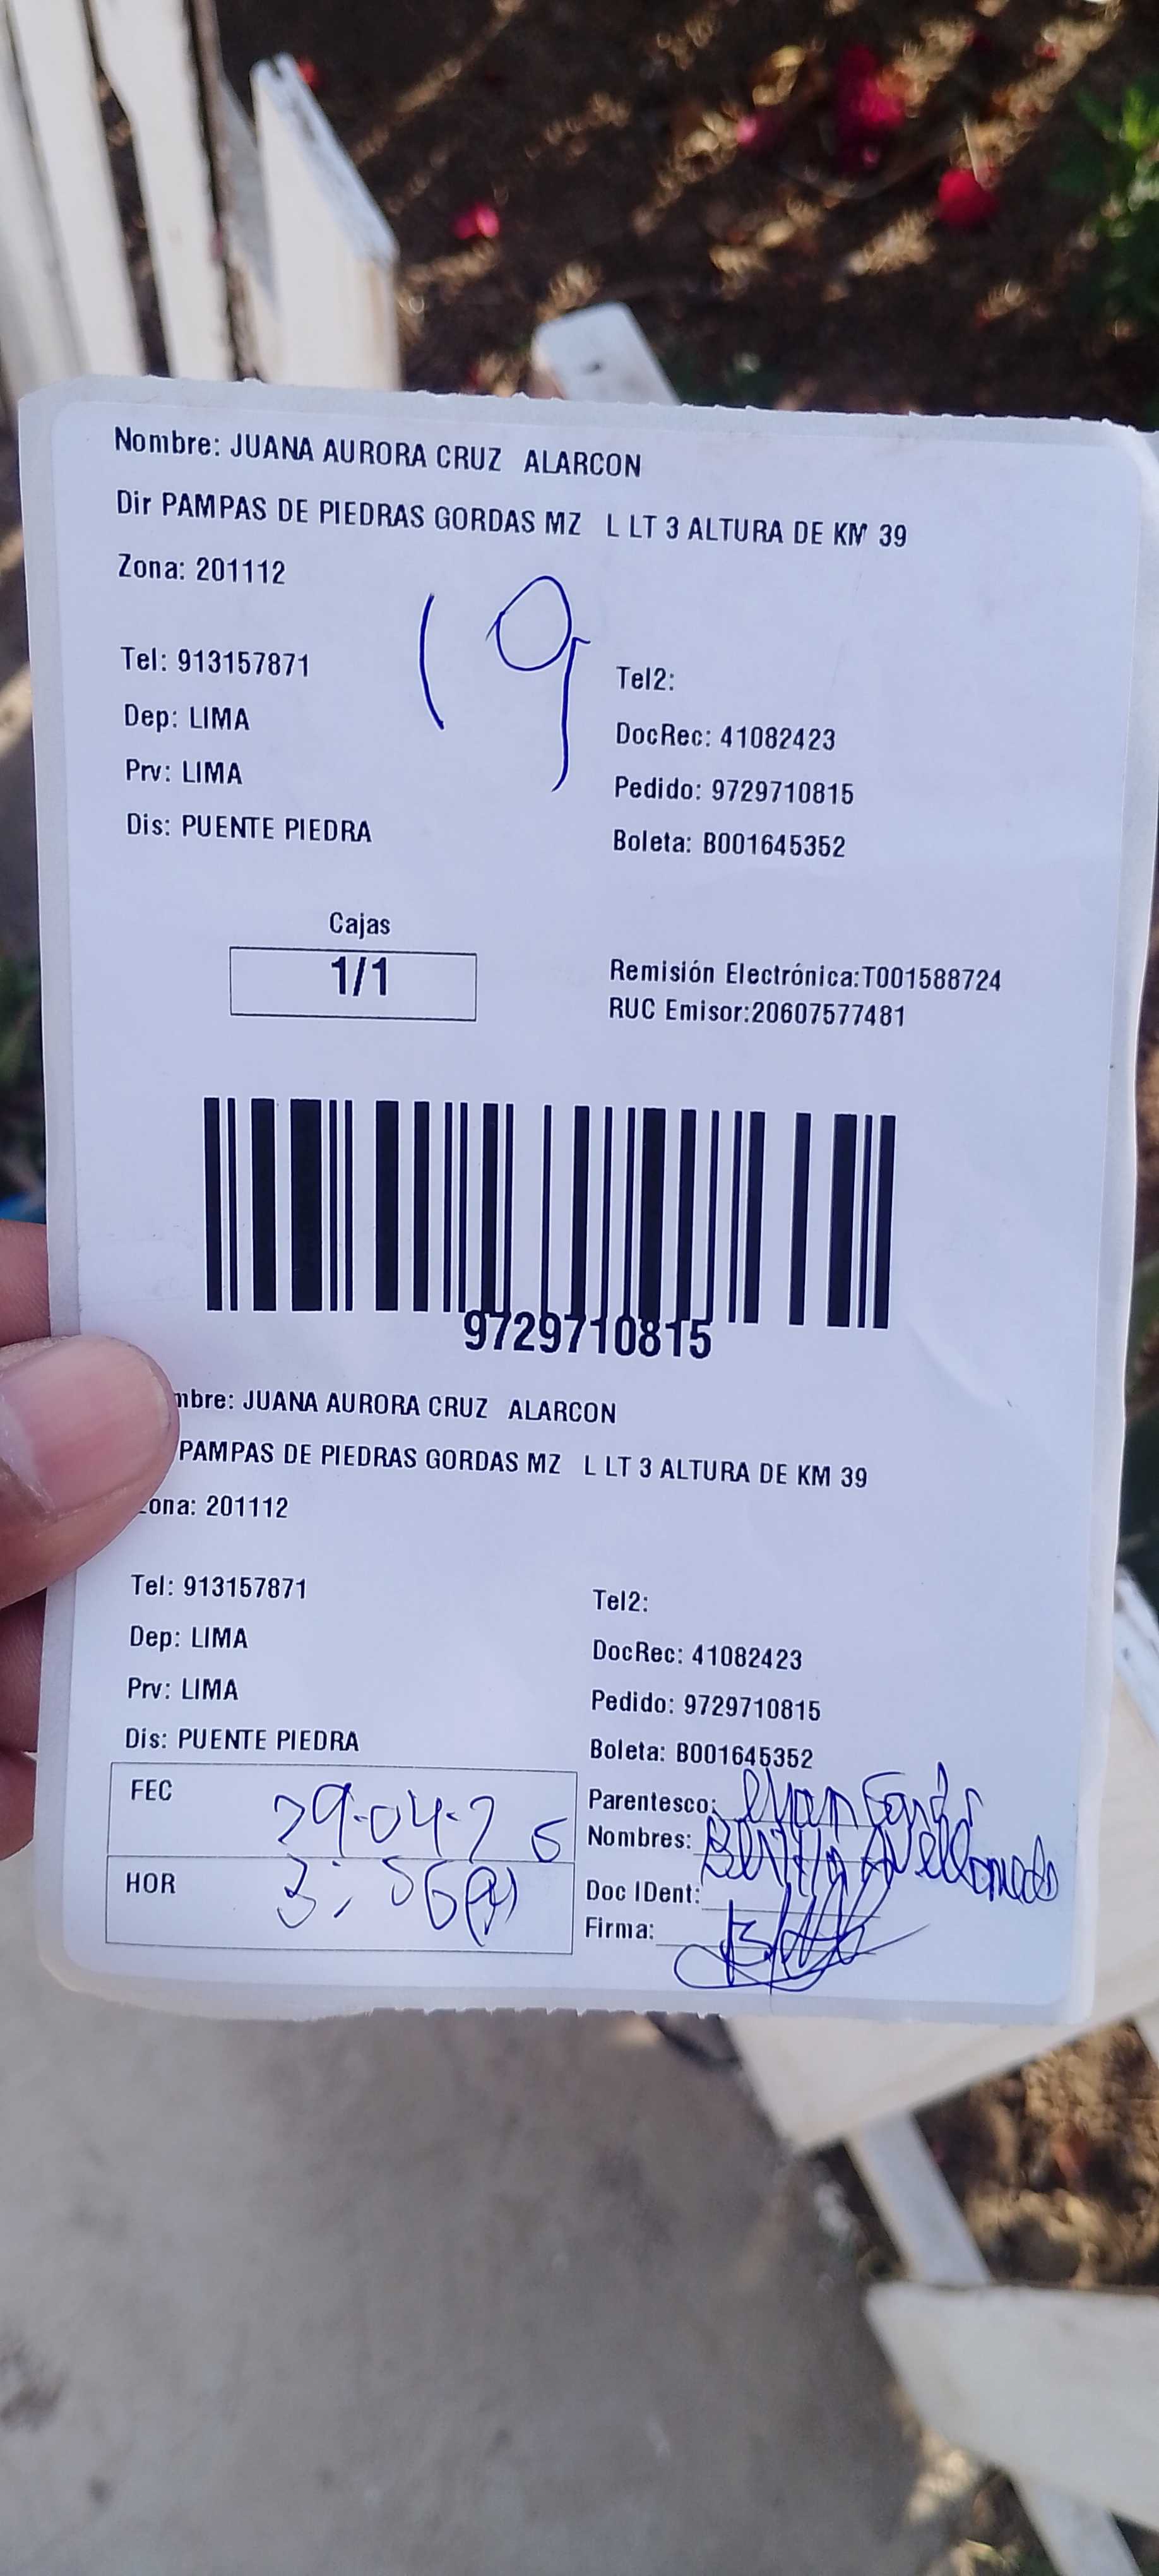 Nombre: JUANA AURORA CRUZ ALARCON
Dir PAMPAS DE PIEDRAS GORDAS MZ L LT 3 ALTURA DE KM 39
Zona: 201112
19
Tel: 913157871
Tel2:
Dep: LIMA
DocRec: 41082423
Prv: LIMA
Pedido: 9729710815
Dis: PUENTE PIEDRA
Boleta: B001645352
Cajas
1/1
Remisión Electrónica:T001588724
RUC Emisor:20607577481
9729710815
mbre: JUANA AURORA CRUZ ALARCON
PAMPAS DE PIEDRAS GORDAS MZ L LT 3 ALTURA DE KM 39
ona: 201112
Tel: 913157871
Tel2:
Dep: LIMA
DocRec: 41082423
Prv: LIMA
Pedido: 9729710815
Dis: PUENTE PIEDRA
Boleta: B001645352
FEC 29-04-25
Parentesco:
Nombres: Bertha Avellaneda
HOR 3:56
Doc IDent:
Firma: